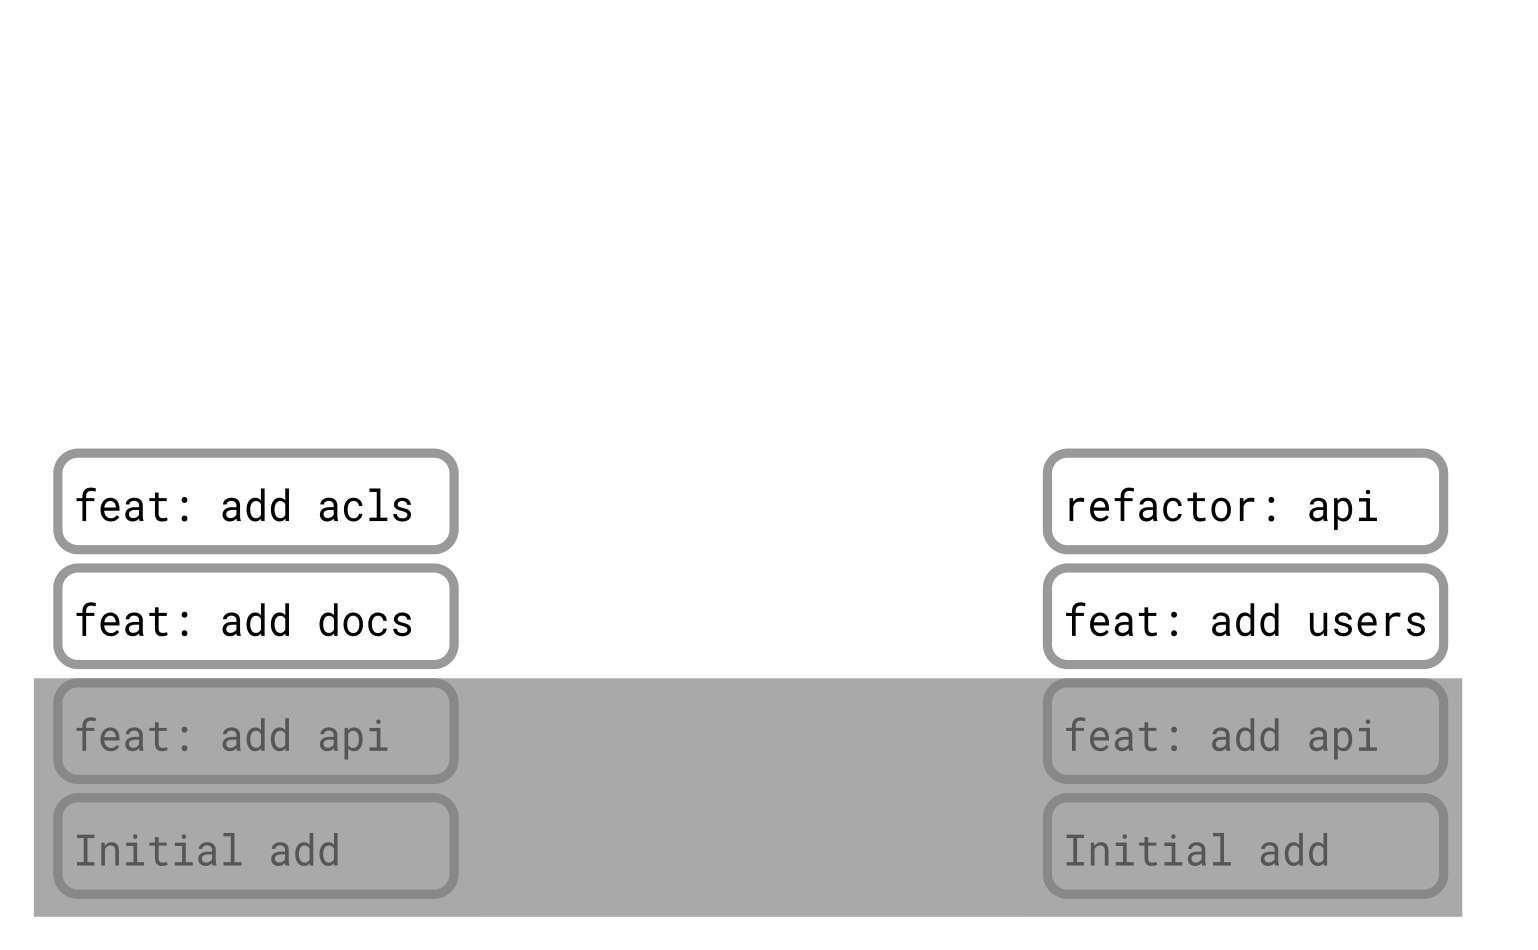 feat: add acls
feat: add docs
feat: add api
Initial add
refactor: api
feat: add users
feat: add api
Initial add